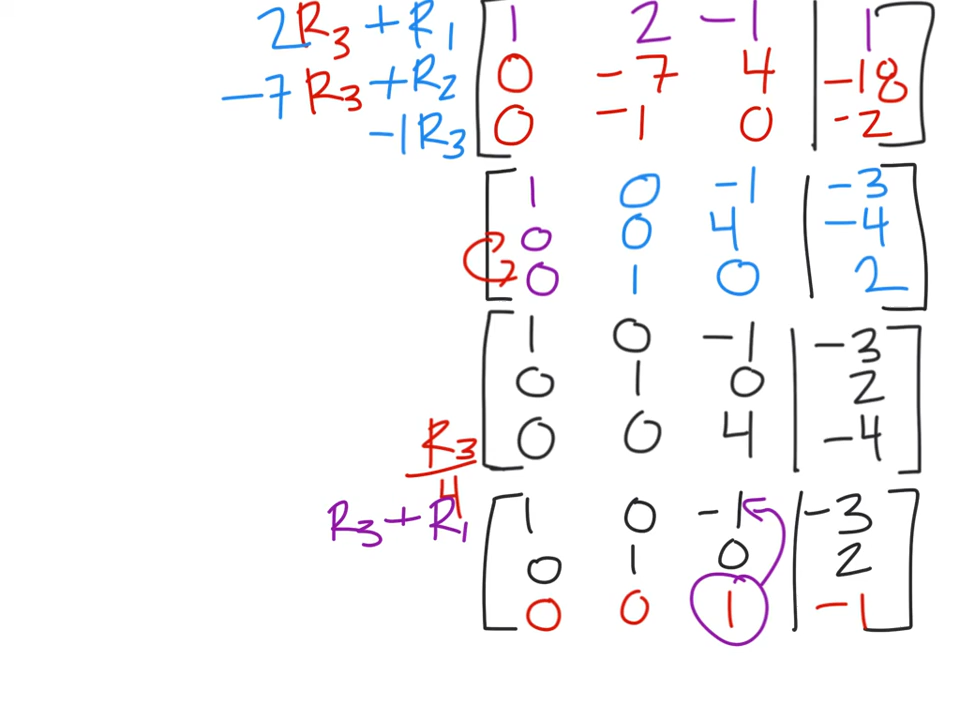 2R₃ + R₁ [ 1 2 -1 | 1 ]
-7R₃ + R₂ [ 0 -7 4 | -18 ]
-1R₃ [ 0 -1 0 | -2 ]
[ 1 0 -1 | -3 ]
[ 0 0 4 | -4 ]
[ 0 1 0 | 2 ]
[ 1 0 -1 | -3 ]
[ 0 1 0 | 2 ]
R₃/4 [ 0 0 4 | -4 ]
R₃ + R₁ [ 1 0 -1 | -3 ]
[ 0 1 0 | 2 ]
[ 0 0 1 | -1 ]